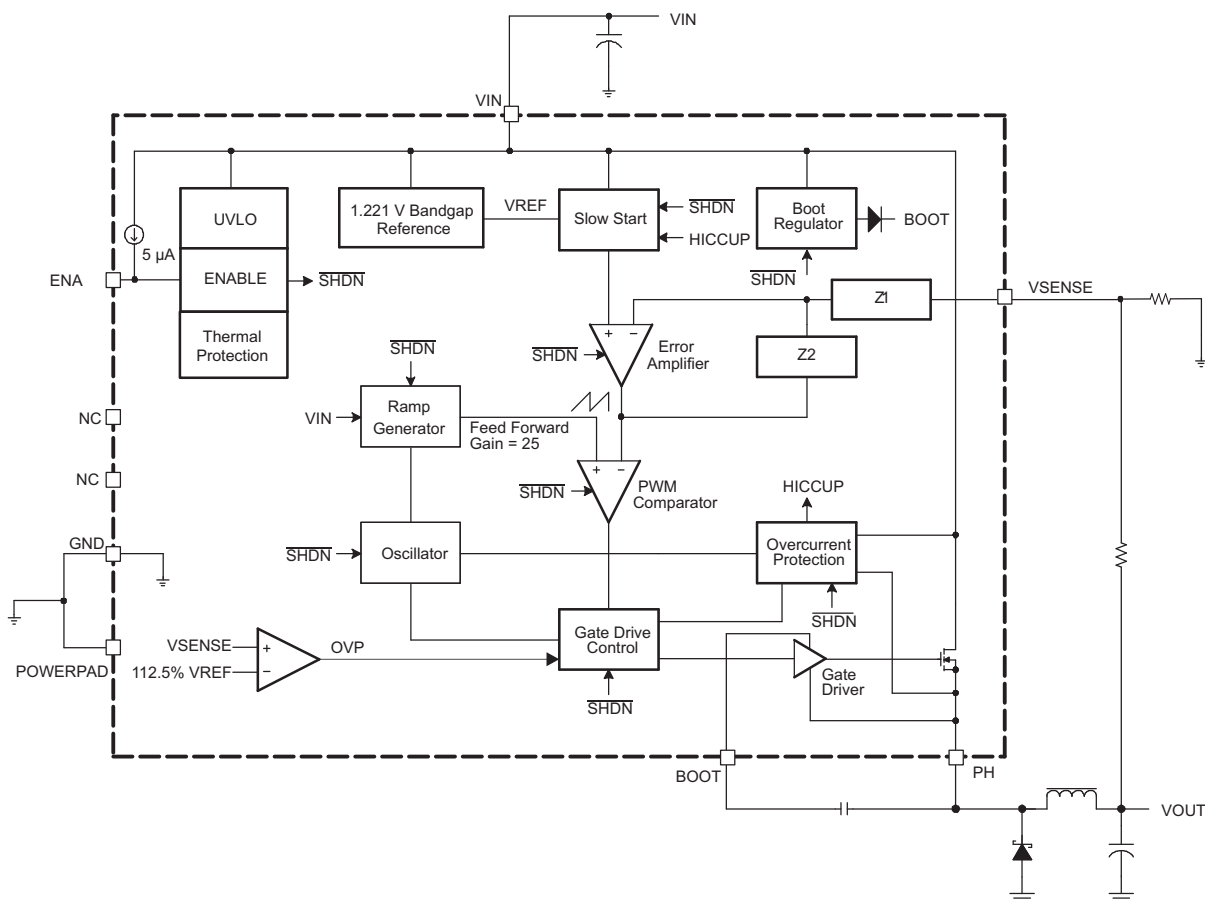 VIN
VIN
UVLO
1.221 V Bandgap
Reference
VREF
Slow Start
SHDN
HICCUP
Boot
Regulator
BOOT
5 µA
ENA
ENABLE
SHDN
SHDN
VSENSE
Z1
Thermal
Protection
SHDN
+ −
Error
Amplifier
Z2
SHDN
VIN
Ramp
Generator
Feed Forward
Gain = 25
NC
NC
+ −
SHDN
PWM
Comparator
HICCUP
GND
SHDN
Oscillator
Overcurrent
Protection
SHDN
POWERPAD
VSENSE
+
112.5% VREF
−
OVP
Gate Drive
Control
SHDN
Gate
Driver
BOOT
PH
VOUT